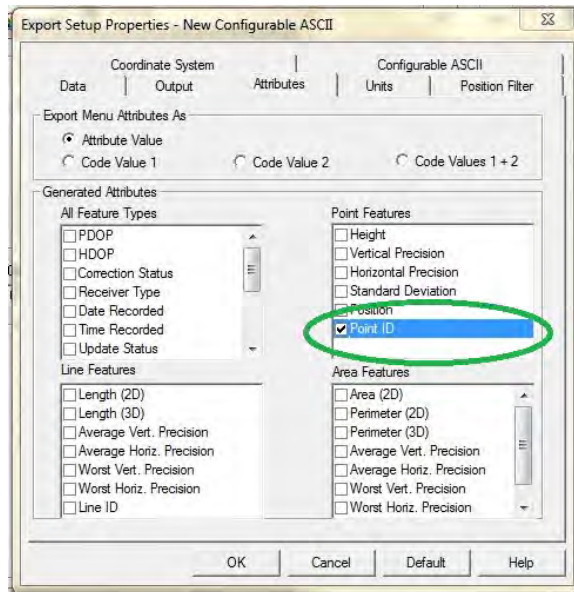 Export Setup Properties - New Configurable ASCII
Coordinate System
Configurable ASCII
Data
Output
Attributes
Units
Position Filter
Export Menu Attributes As
Attribute Value
Code Value 1
Code Value 2
Code Values 1 + 2
Generated Attributes
All Feature Types
PDOP
HDOP
Correction Status
Receiver Type
Date Recorded
Time Recorded
Update Status
Point Features
Height
Vertical Precision
Horizontal Precision
Standard Deviation
Position
Point ID
Line Features
Length (2D)
Length (3D)
Average Vert. Precision
Average Horiz. Precision
Worst Vert. Precision
Worst Horiz. Precision
Line ID
Area Features
Area (2D)
Perimeter (2D)
Perimeter (3D)
Average Vert. Precision
Average Horiz. Precision
Worst Vert. Precision
Worst Horiz. Precision
OK
Cancel
Default
Help